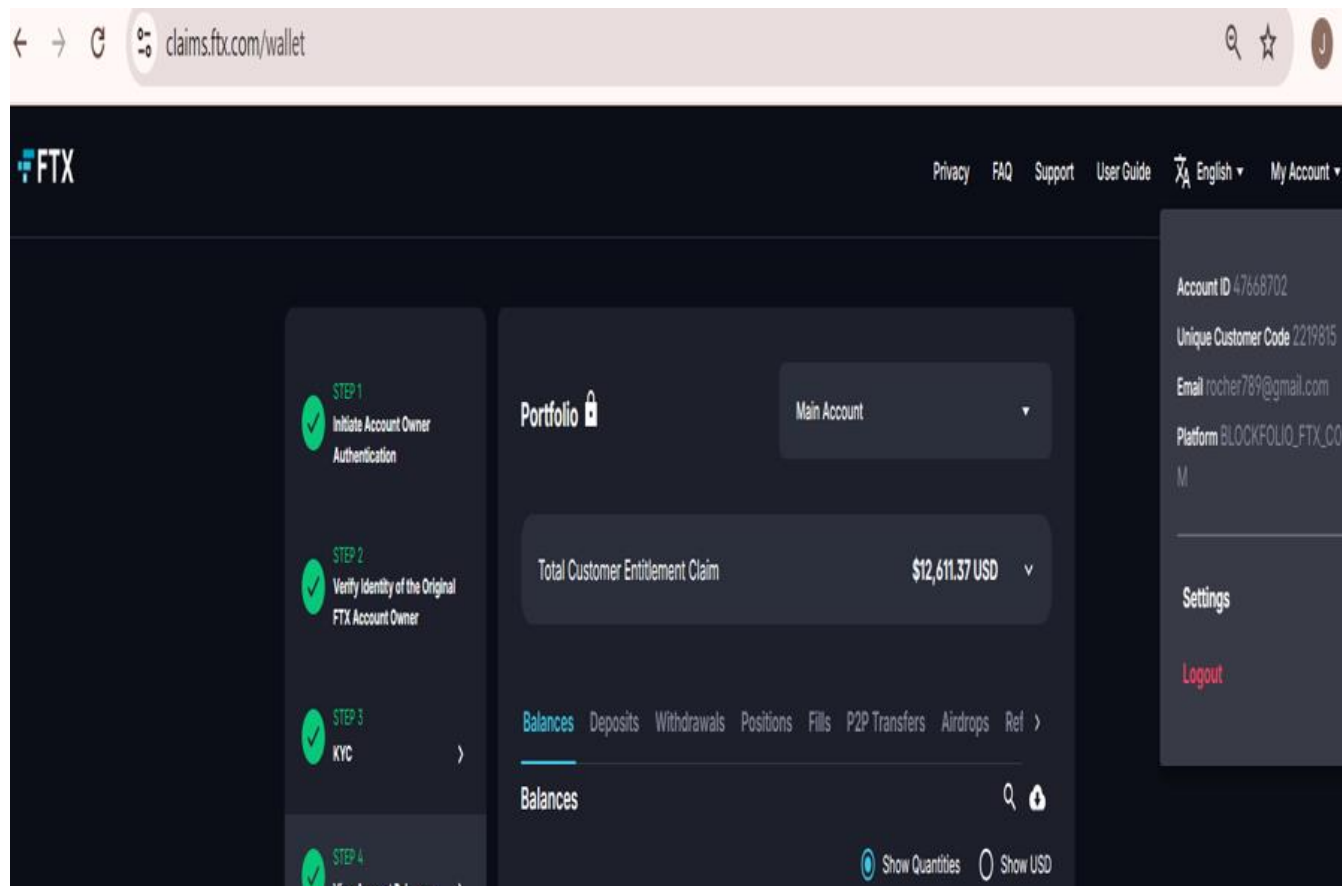 claims.ftx.com/wallet
J
FTX
Privacy FAQ Support User Guide English My Account
Account ID 47668702
Unique Customer Code 2219815
Email rocher789@gmail.com
Platform BLOCKFOLIO_FTX_CO
M
Settings
Logout
STEP 1
Initiate Account Owner
Authentication
STEP 2
Verify Identity of the Original
FTX Account Owner
STEP 3
KYC
STEP 4
Portfolio
Main Account
Total Customer Entitlement Claim $12,611.37 USD
Balances Deposits Withdrawals Positions Fills P2P Transfers Airdrops Ref
Balances
Show Quantities Show USD